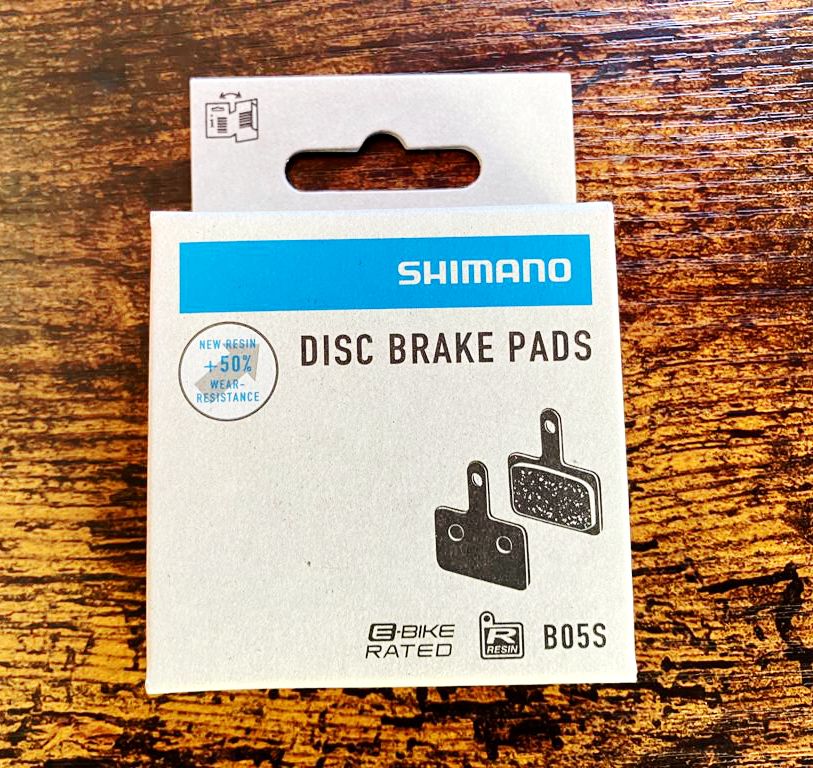 SHIMANO
NEW RESIN
+50%
WEAR-
RESISTANCE
DISC BRAKE PADS
E-BIKE
RATED
R
RESIN
B05S